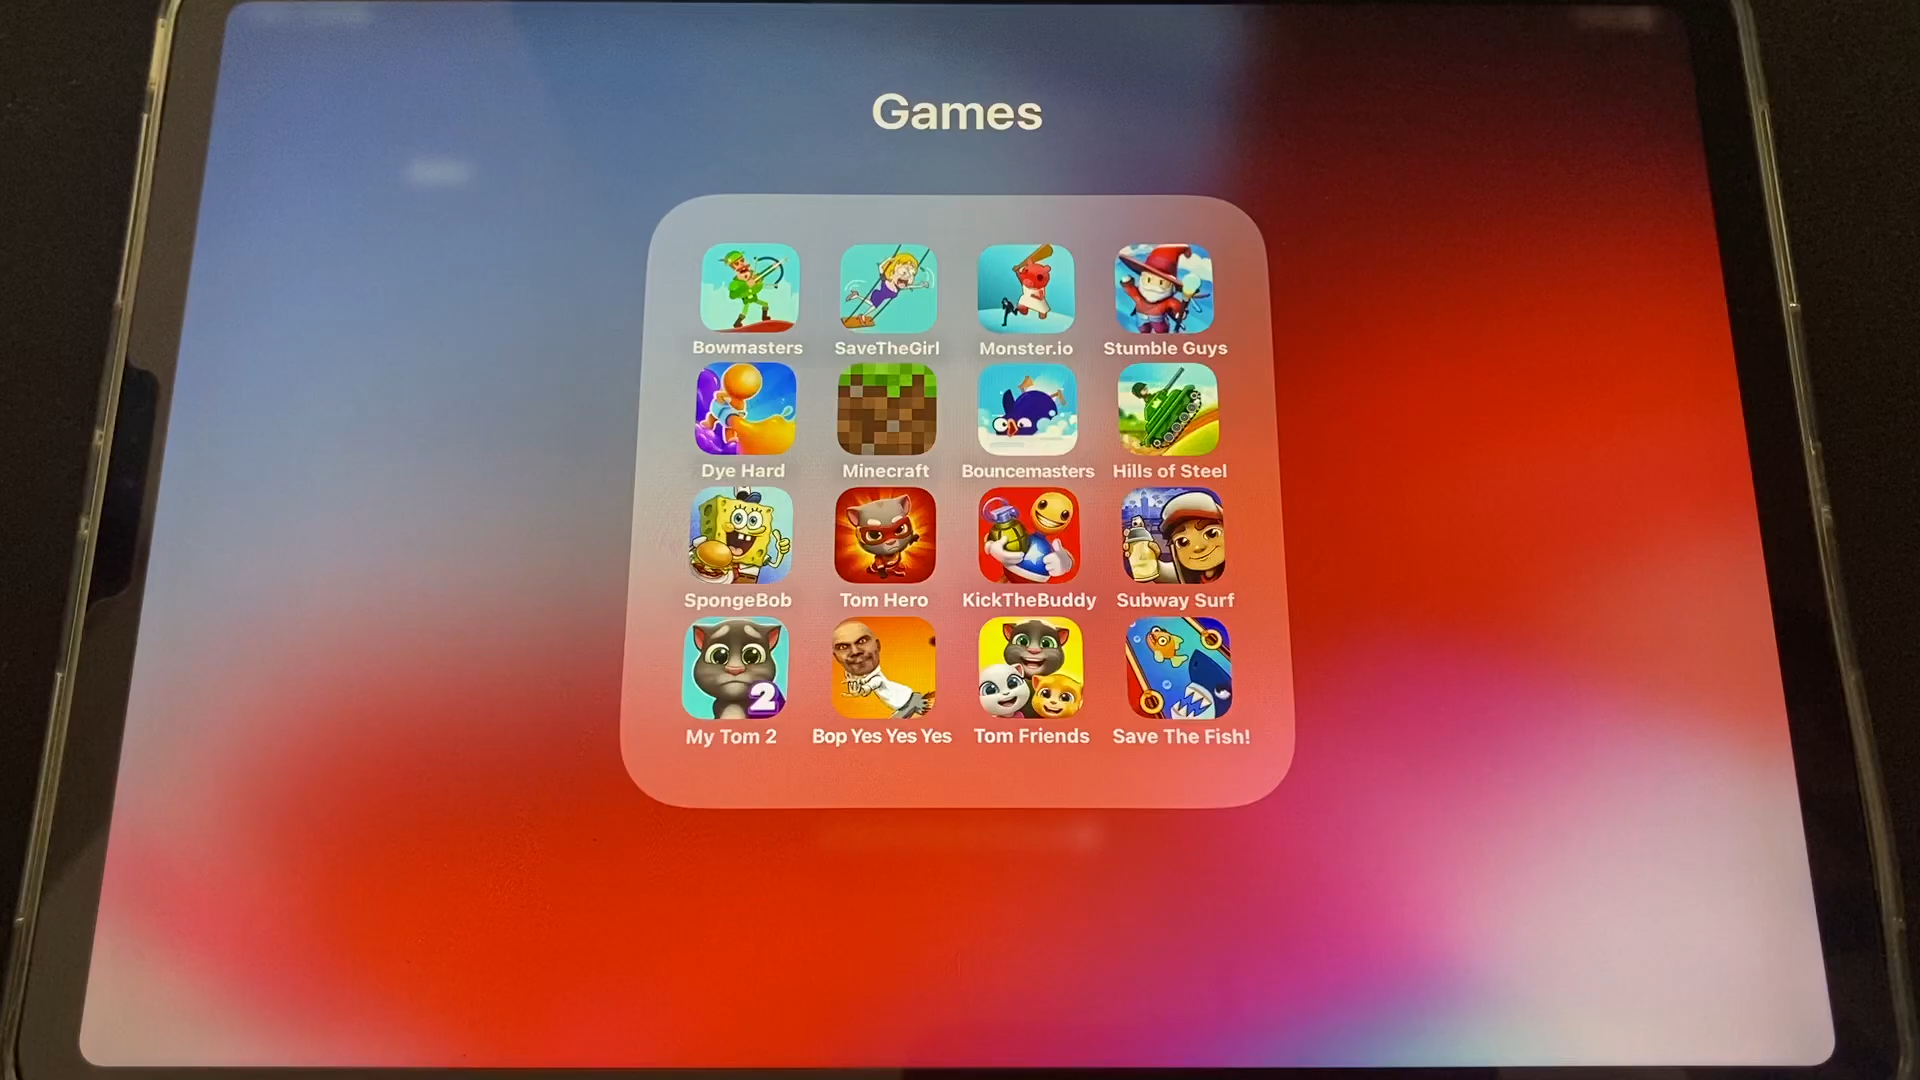 Games
Bowmasters SaveTheGirl Monster.io Stumble Guys
Dye Hard Minecraft Bouncemasters Hills of Steel
SpongeBob Tom Hero KickTheBuddy Subway Surf
2
My Tom 2 Bop Yes Yes Yes Tom Friends Save The Fish!